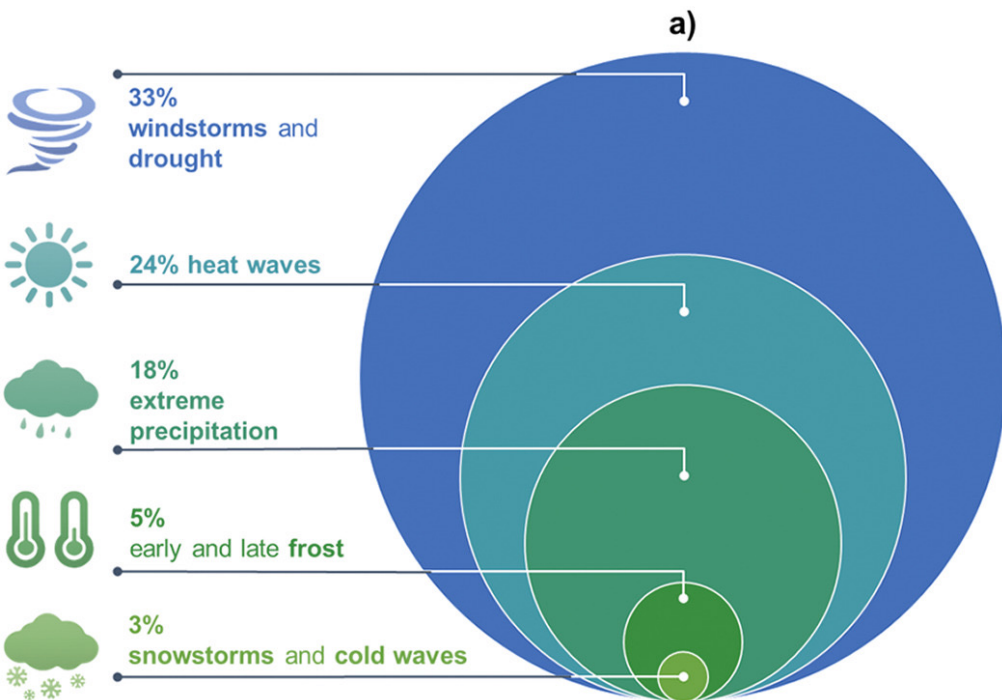 a)
33%
windstorms and
drought
24% heat waves
18%
extreme
precipitation
5%
early and late frost
3%
snowstorms and cold waves